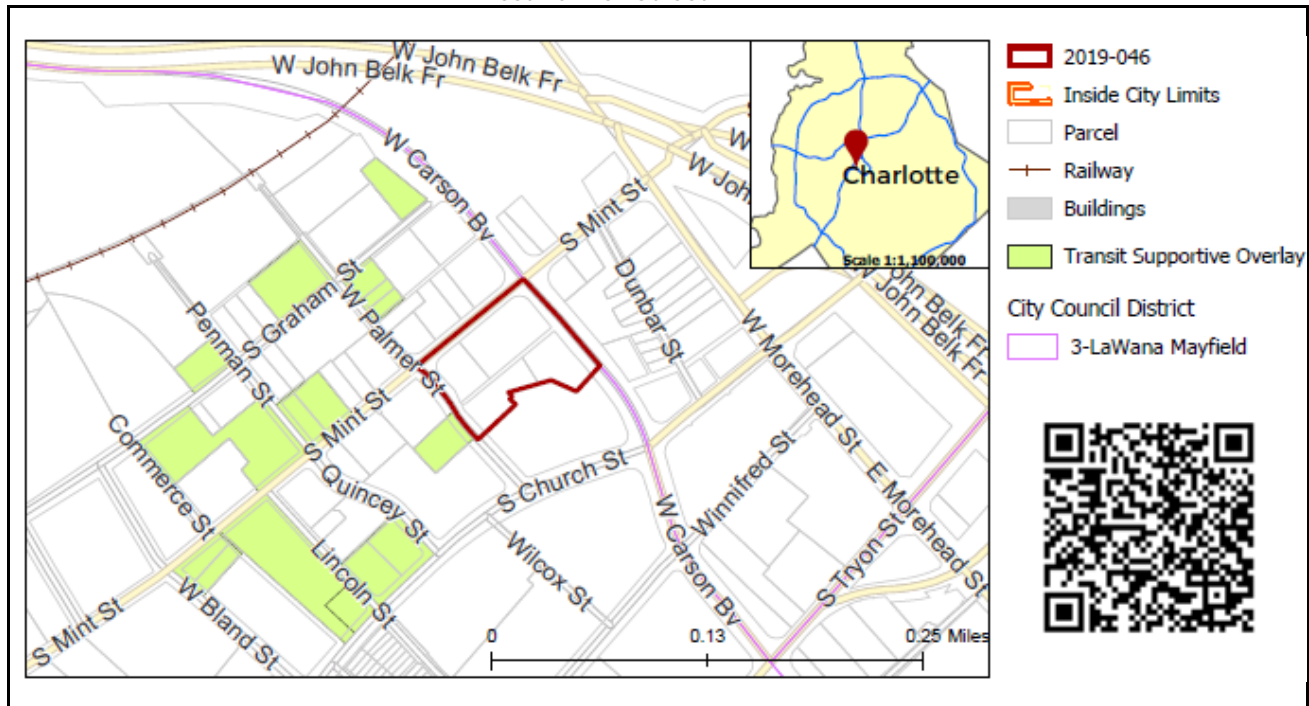 W John Belk Fr
W John Belk Fr
W Carson Bv
S Mint St
W
W Joh
Dunbar St
S Graham St
W Palmer St
Penman St
S Mint St
Commerce St
S Quincey St
Lincoln St
W Bland St
S Mint St
S Church St
Wilcox St
Winnifred St
W Carson Bv
W Morehead St
E Morehead St
S Tryon St
John Belk Fr
John Belk Fr
Charlotte
Scale 1:1,100,000
0 0.13 0.25 Miles
2019-046
Inside City Limits
Parcel
Railway
Buildings
Transit Supportive Overlay
City Council District
3-LaWana Mayfield